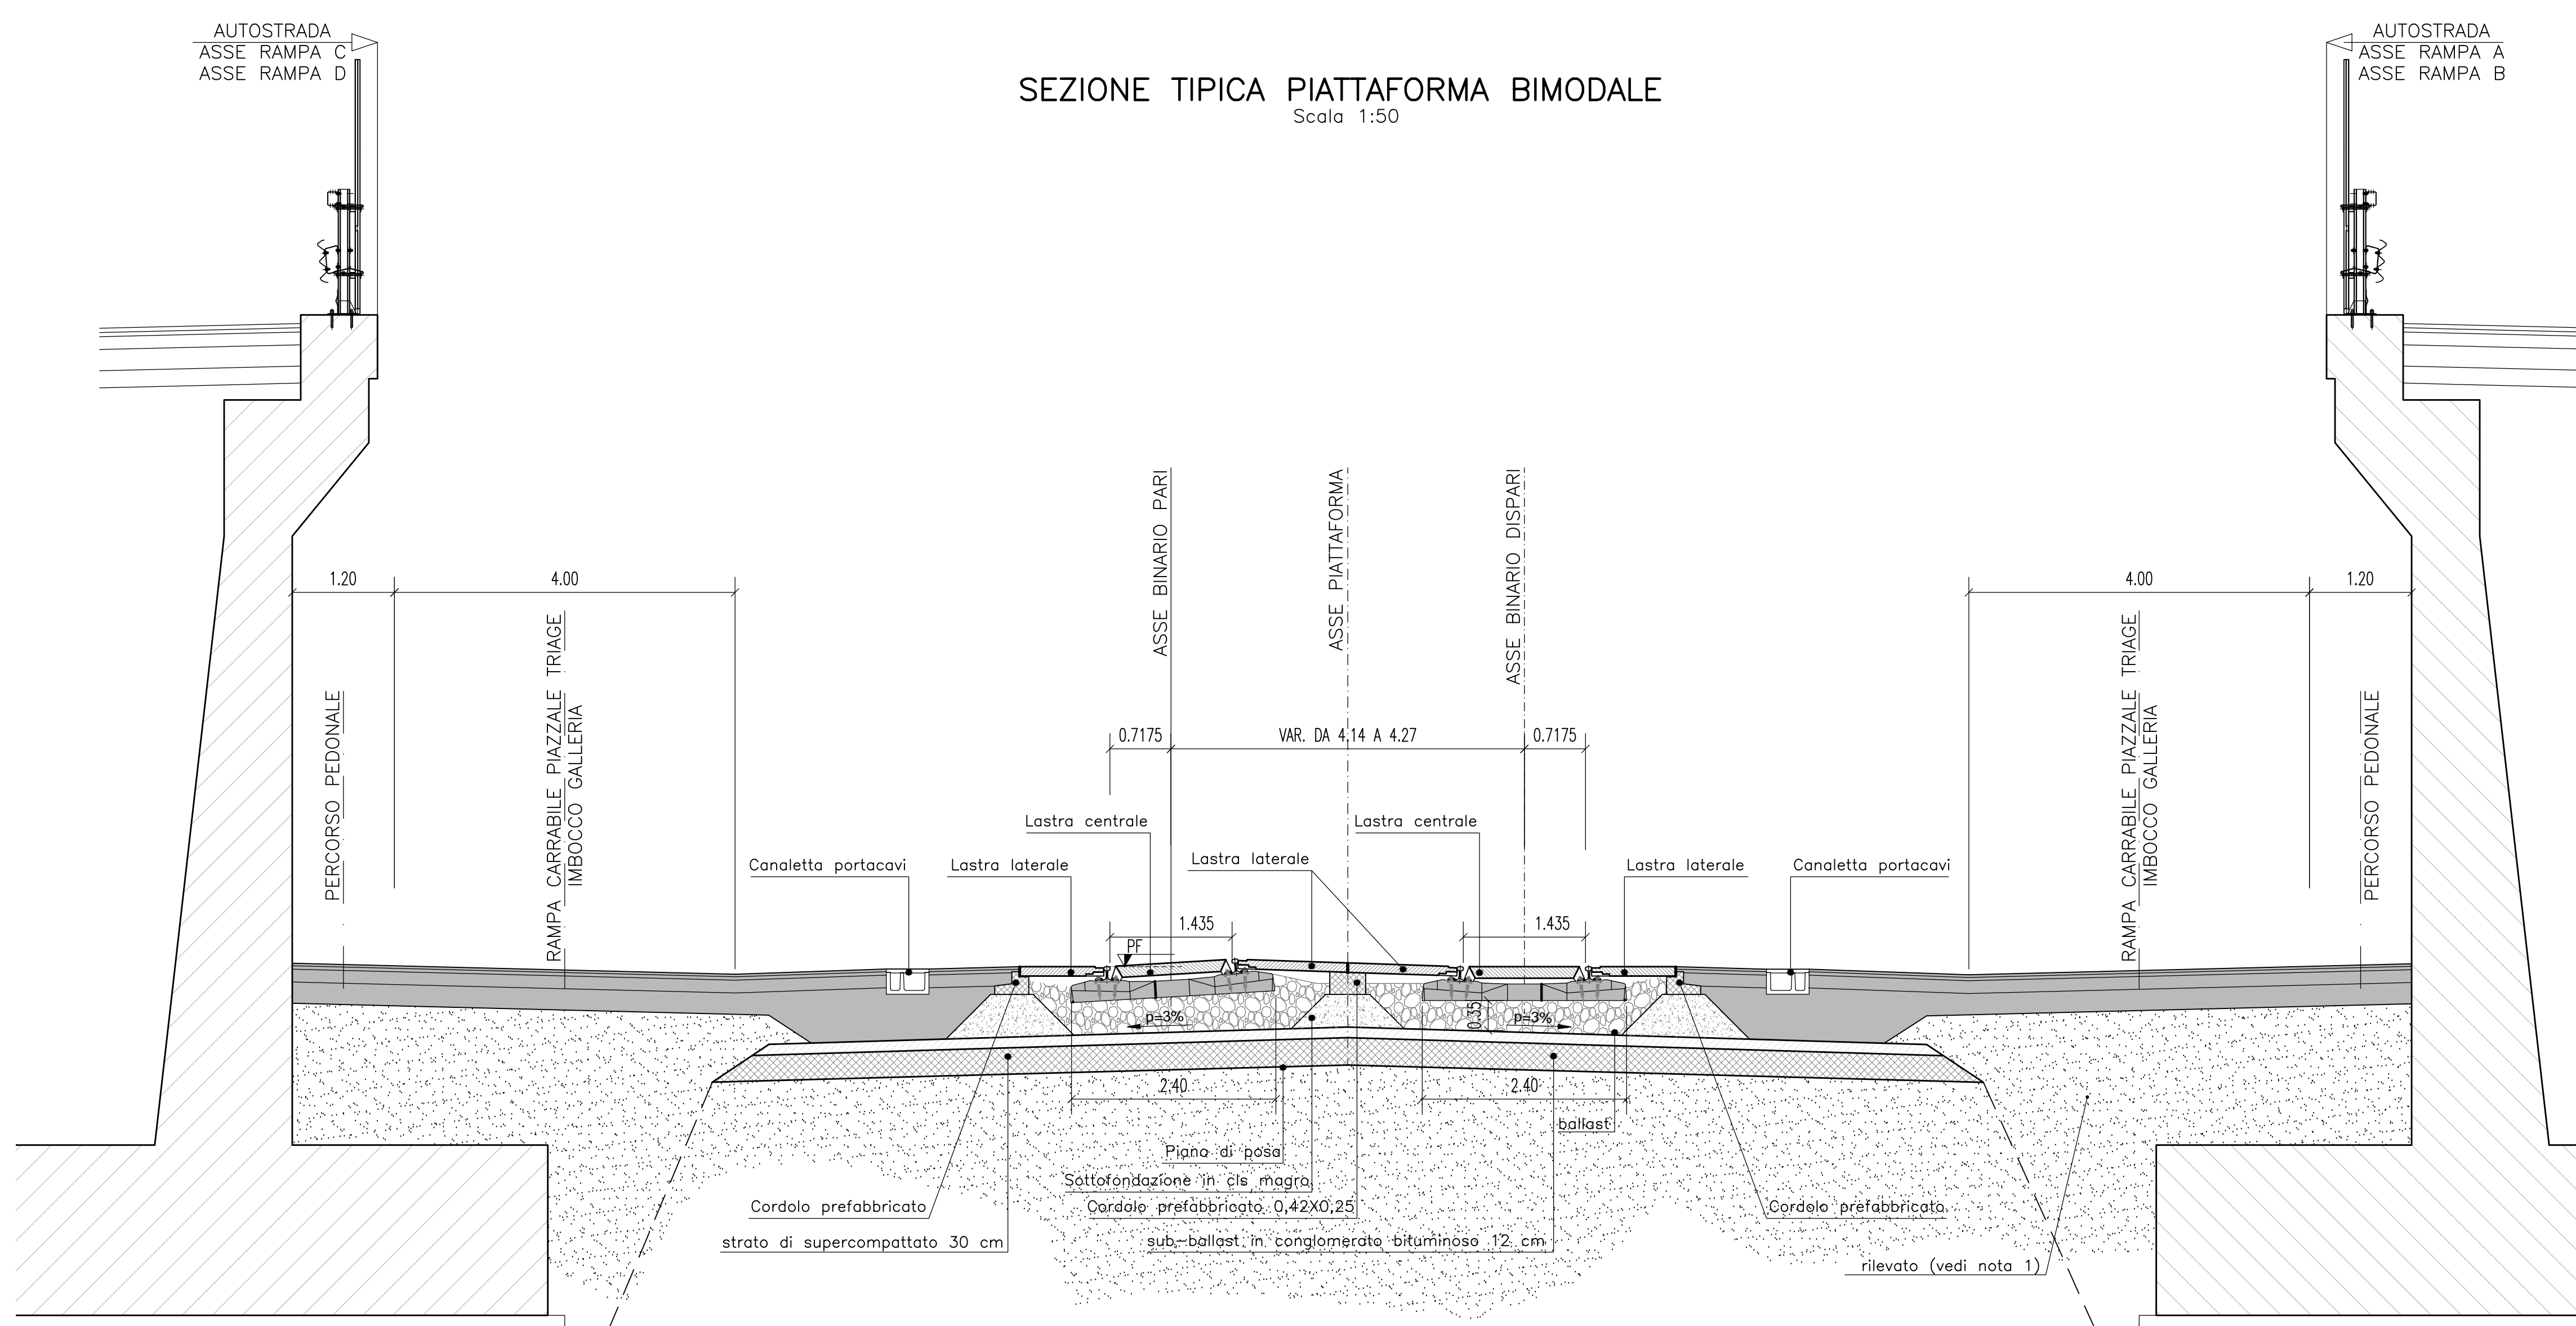 AUTOSTRADA
ASSE RAMPA C
ASSE RAMPA D
AUTOSTRADA
ASSE RAMPA A
ASSE RAMPA B
SEZIONE TIPICA PIATTAFORMA BIMODALE
Scala 1:50
ASSE BINARIO PARI
ASSE PIATTAFORMA
ASSE BINARIO DISPARI
1.20
4.00
4.00
1.20
PERCORSO PEDONALE
RAMPA CARRABILE PIAZZALE TRIAGE
IMBOCCO GALLERIA
RAMPA CARRABILE PIAZZALE TRIAGE
IMBOCCO GALLERIA
PERCORSO PEDONALE
0.7175
VAR. DA 4.14 A 4.27
0.7175
Lastra centrale
Lastra centrale
Canaletta portacavi
Lastra laterale
Lastra laterale
Lastra laterale
Canaletta portacavi
1.435
1.435
PF
p=3%
0.35
p=3%
2.40
2.40
ballast
Piano di posa
Sottofondazione in cls magro
Cordolo prefabbricato
Cordolo prefabbricato 0,42X0,25
Cordolo prefabbricato
strato di supercompattato 30 cm
sub-ballast in conglomerato bituminoso 12 cm
rilevato (vedi nota 1)